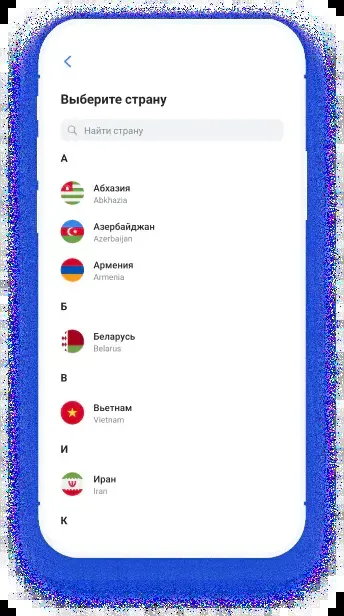 Выберите страну
Найти страну
А
Абхазия
Abkhazia
Азербайджан
Azerbaijan
Армения
Armenia
Б
Беларусь
Belarus
В
Вьетнам
Vietnam
И
Иран
Iran
К